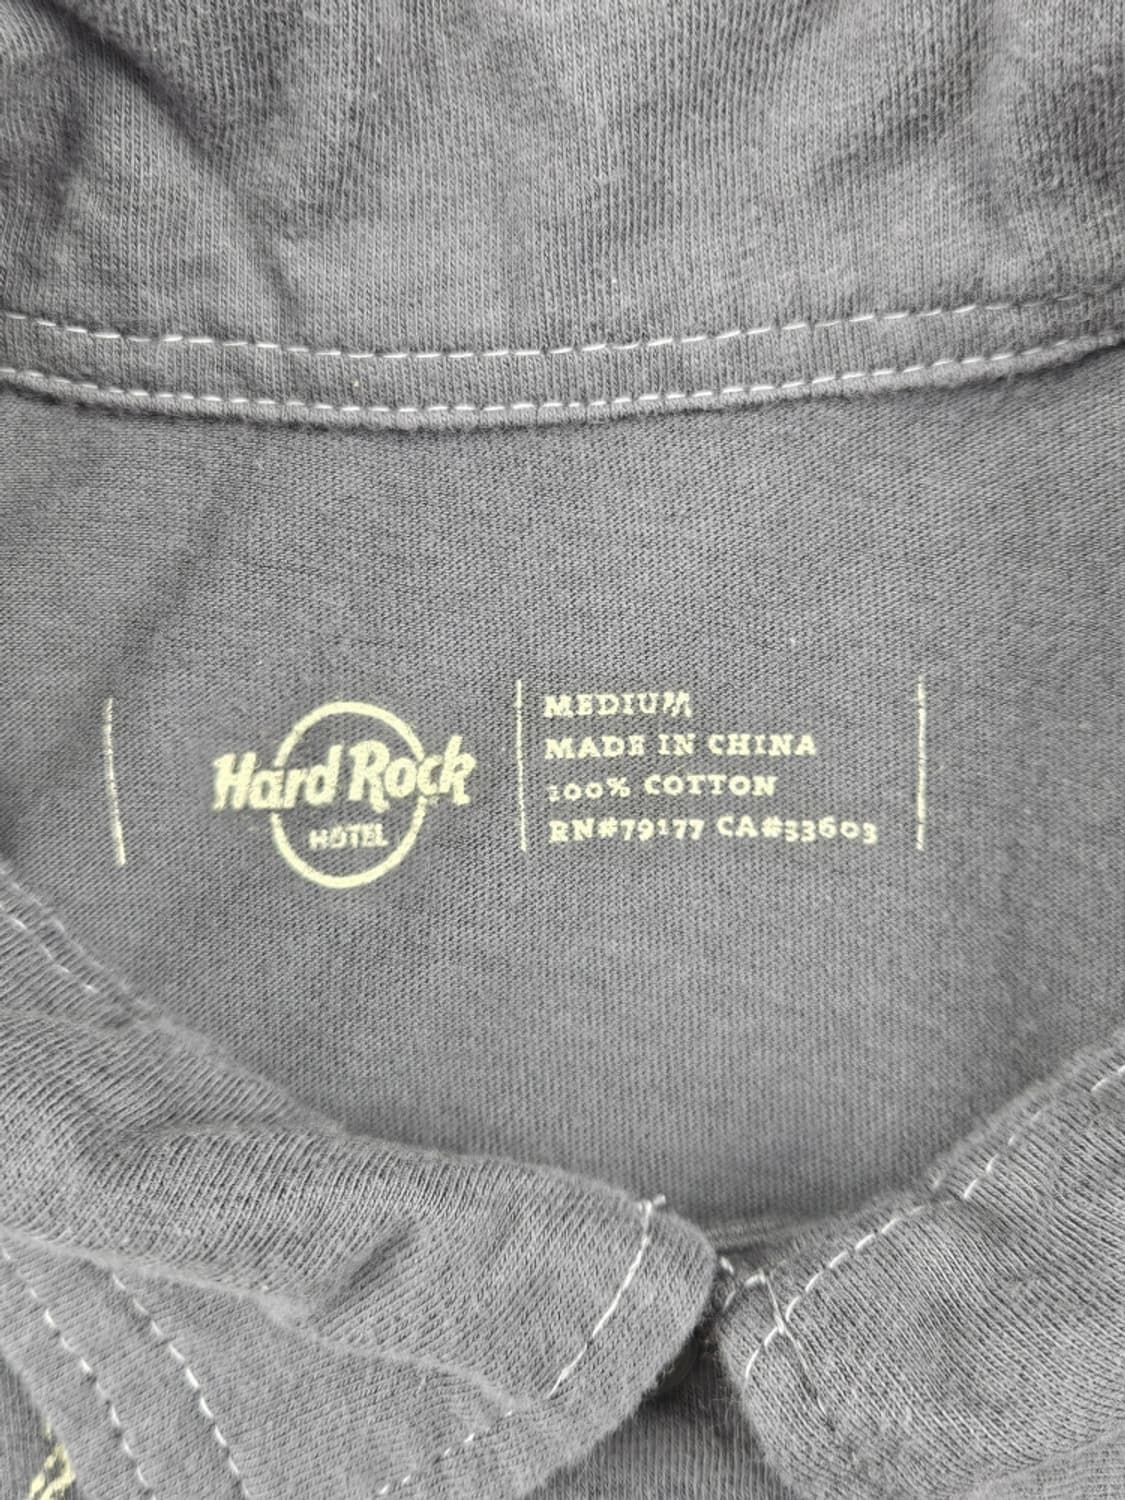 Hard Rock
HOTEL
MEDIUM
MADE IN CHINA
100% COTTON
RN#79177 CA#33603